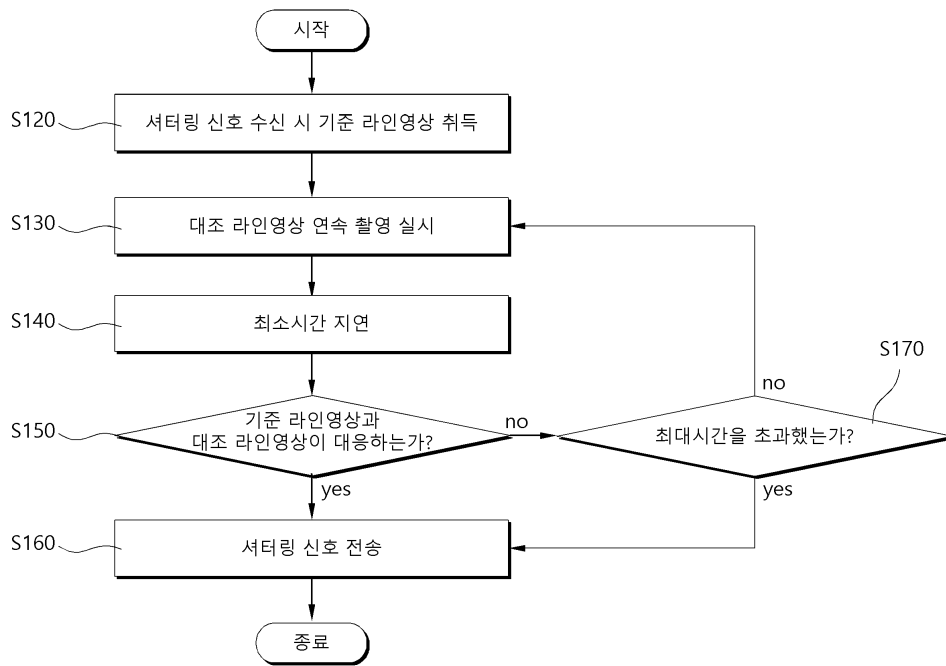 시작
S120
셔터링 신호 수신 시 기준 라인영상 취득
S130
대조 라인영상 연속 촬영 실시
S140
최소시간 지연
S170
no
S150
기준 라인영상과
대조 라인영상이 대응하는가?
no
최대시간을 초과했는가?
yes
yes
S160
셔터링 신호 전송
종료